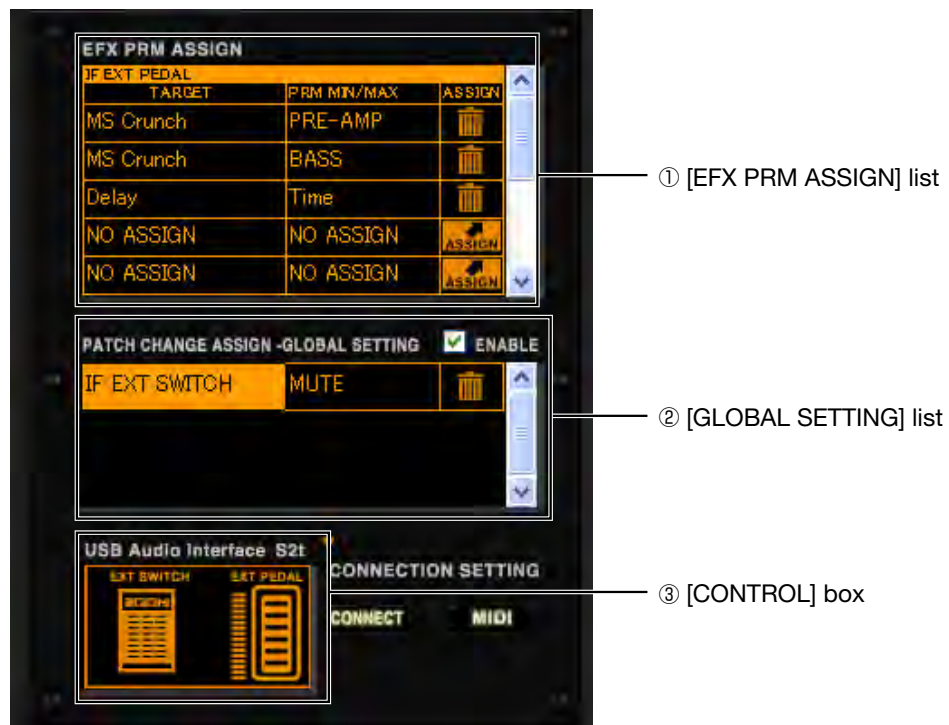 EFX PRM ASSIGN
IF EXT PEDAL
TARGET PRM MIN/MAX ASSIGN
MS Crunch PRE-AMP
MS Crunch BASS
① [EFX PRM ASSIGN] list
Delay Time
NO ASSIGN NO ASSIGN ASSIGN
NO ASSIGN NO ASSIGN ASSIGN
PATCH CHANGE ASSIGN -GLOBAL SETTING ENABLE
IF EXT SWITCH MUTE
② [GLOBAL SETTING] list
USB Audio Interface S2t
CONNECTION SETTING
EXT SWITCH EXT PEDAL
③ [CONTROL] box
ZOOM
CONNECT MIDI